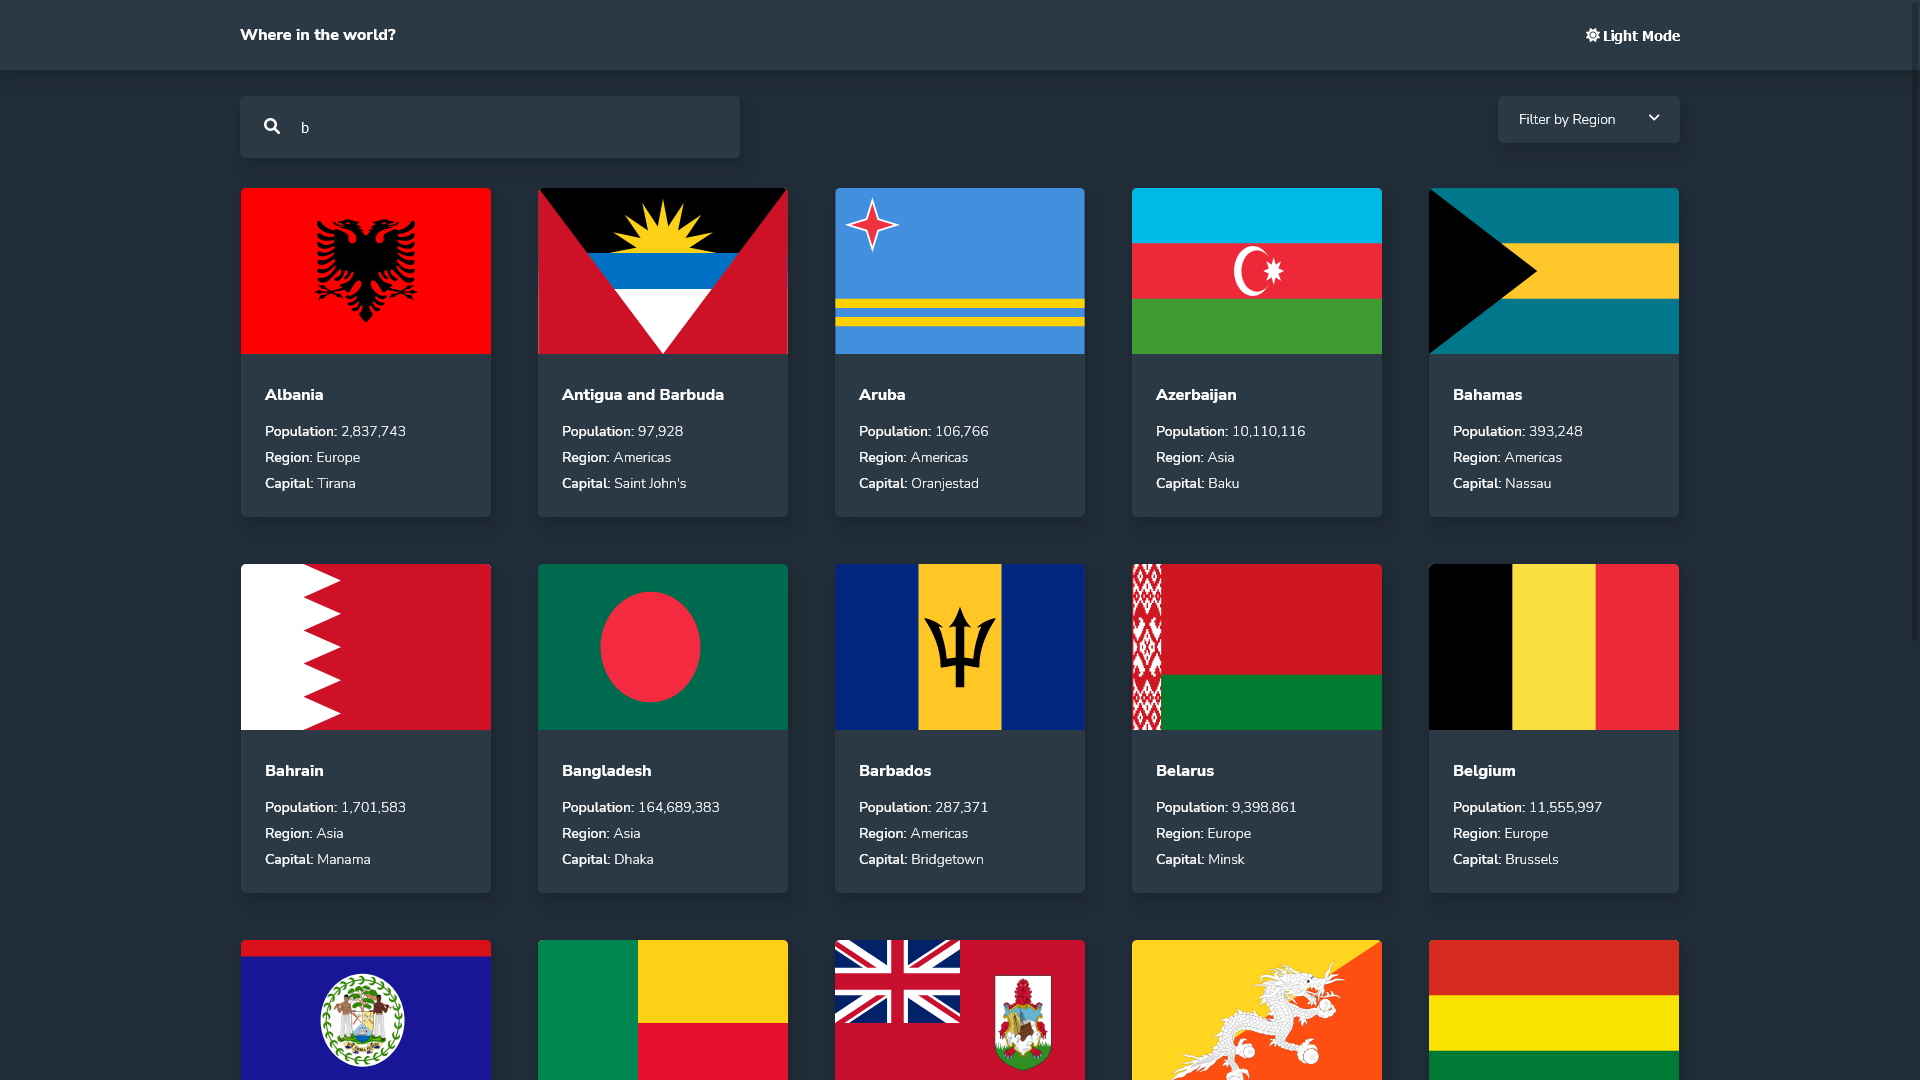 Where in the world?
Light Mode
b
Filter by Region
Albania
Population: 2,837,743
Region: Europe
Capital: Tirana
Antigua and Barbuda
Population: 97,928
Region: Americas
Capital: Saint John's
Aruba
Population: 106,766
Region: Americas
Capital: Oranjestad
Azerbaijan
Population: 10,110,116
Region: Asia
Capital: Baku
Bahamas
Population: 393,248
Region: Americas
Capital: Nassau
Bahrain
Population: 1,701,583
Region: Asia
Capital: Manama
Bangladesh
Population: 164,689,383
Region: Asia
Capital: Dhaka
Barbados
Population: 287,371
Region: Americas
Capital: Bridgetown
Belarus
Population: 9,398,861
Region: Europe
Capital: Minsk
Belgium
Population: 11,555,997
Region: Europe
Capital: Brussels